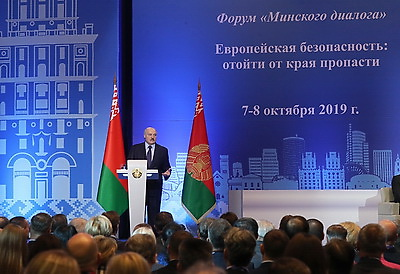 Форум «Минского диалога»
Европейская безопасность:
отойти от края пропасти
7-8 октября 2019 г.